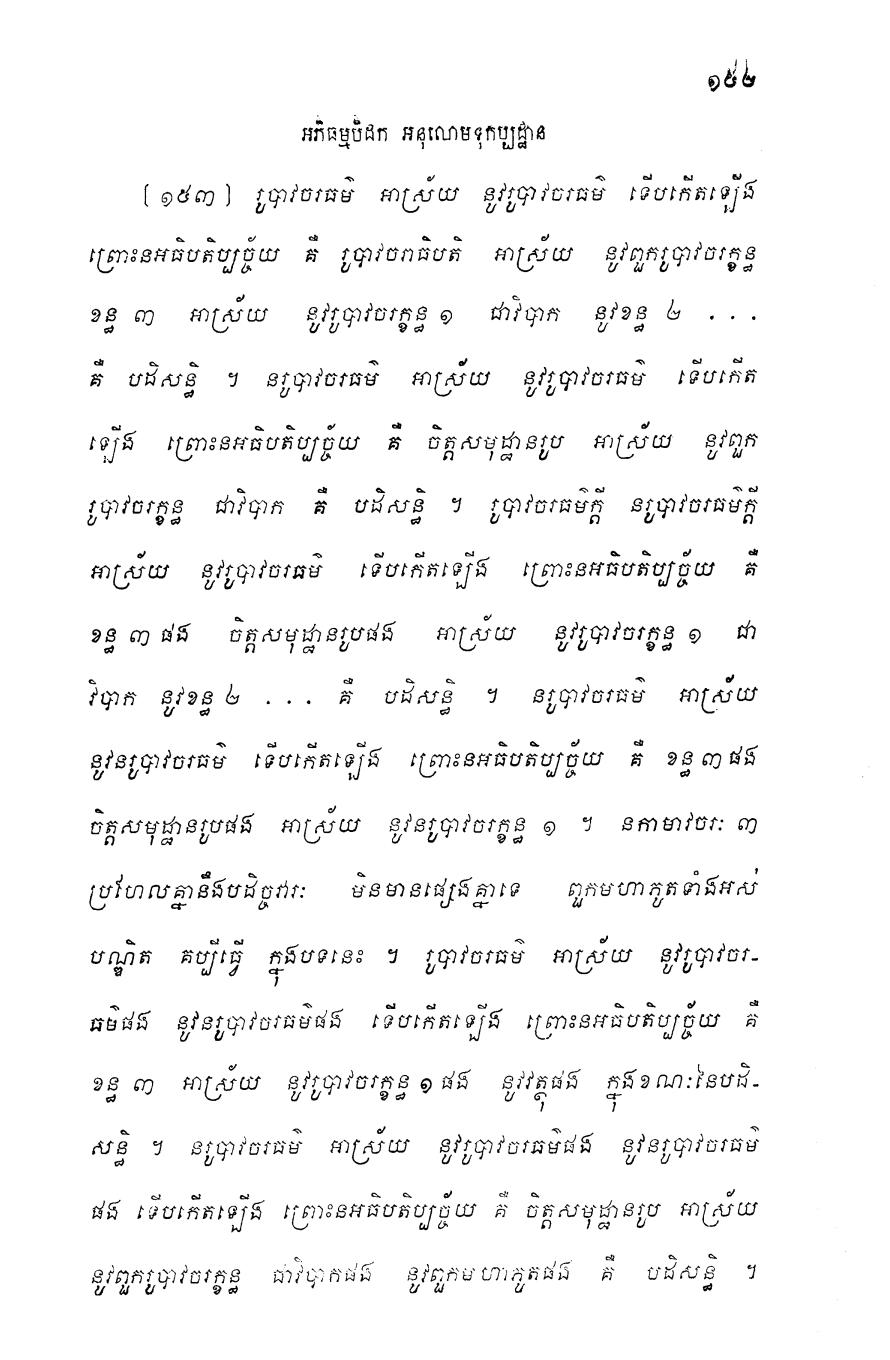 ១៥៤
អភិធម្មបិដក អនុលោមទុកប្បដ្ឋាន
[ ១៥៣ ] រូបាវចរធម៌ អាស្រ័យ នូវរូបាវចរធម៌ ទើបកើតឡើង
ព្រោះនអធិបតិប្បច្ច័យ គឺ រូបាវចរាធិបតិ អាស្រ័យ នូវពួករូបាវចរក្ខន្ធ
ខន្ធ ៣ អាស្រ័យ នូវរូបាវចរក្ខន្ធ ១ ជាវិបាក នូវខន្ធ ២ . . .
គឺ បដិសន្ធិ ។ នរូបាវចរធម៌ អាស្រ័យ នូវរូបាវចរធម៌ ទើបកើត
ឡើង ព្រោះនអធិបតិប្បច្ច័យ គឺ ចិត្តសមុដ្ឋានរូប អាស្រ័យ នូវពួក
រូបាវចរក្ខន្ធ ជាវិបាក គឺ បដិសន្ធិ ។ រូបាវចរធម៌ក្តី នរូបាវចរធម៌ក្តី
អាស្រ័យ នូវរូបាវចរធម៌ ទើបកើតឡើង ព្រោះនអធិបតិប្បច្ច័យ គឺ
ខន្ធ ៣ ផង ចិត្តសមុដ្ឋានរូបផង អាស្រ័យ នូវរូបាវចរក្ខន្ធ ១ ជា
វិបាក នូវខន្ធ ២ . . . គឺ បដិសន្ធិ ។ នរូបាវចរធម៌ អាស្រ័យ
នូវនរូបាវចរធម៌ ទើបកើតឡើង ព្រោះនអធិបតិប្បច្ច័យ គឺ ខន្ធ ៣ ផង
ចិត្តសមុដ្ឋានរូបផង អាស្រ័យ នូវនរូបាវចរក្ខន្ធ ១ ។ នកាមាវចរៈ ៣
ប្រហែលគ្នានឹងបដិច្ចវារៈ មិនមានផ្សេងគ្នាទេ ពួកមហាភូតទាំងអស់
បណ្ឌិត គប្បីធ្វើ ក្នុងបទនេះ ។ រូបាវចរធម៌ អាស្រ័យ នូវរូបាវចរ-
ធម៌ផង នូវនរូបាវចរធម៌ផង ទើបកើតឡើង ព្រោះនអធិបតិប្បច្ច័យ គឺ
ខន្ធ ៣ អាស្រ័យ នូវរូបាវចរក្ខន្ធ ១ ផង នូវវត្ថុផង ក្នុងខណៈនៃបដិ-
សន្ធិ ។ នរូបាវចរធម៌ អាស្រ័យ នូវរូបាវចរធម៌ផង នូវនរូបាវចរធម៌
ផង ទើបកើតឡើង ព្រោះនអធិបតិប្បច្ច័យ គឺ ចិត្តសមុដ្ឋានរូប អាស្រ័យ
នូវពួករូបាវចរក្ខន្ធ ជាវិបាកផង នូវពួកមហាភូតផង គឺ បដិសន្ធិ ។